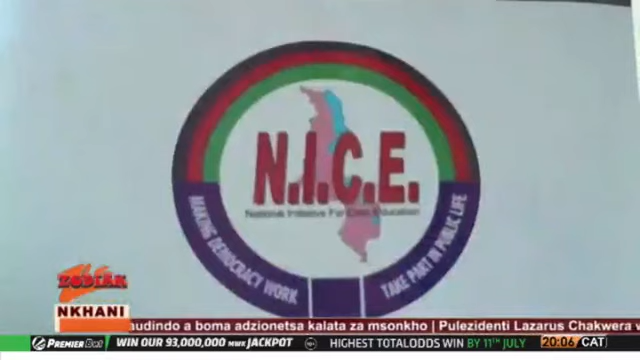 N.I.C.E.
National Initiative For Civic Education
MAKING DEMOCRACY WORK
TAKE PART IN PUBLIC LIFE
ZODIAK
NKHANI
audindo a boma adzionetsa kalata za msonkho | Pulezidenti Lazarus Chakwera w
PREMIERBET WIN OUR 93,000,000 MWK JACKPOT HIGHEST TOTALODDS WIN BY 11TH JULY 20:06 CAT